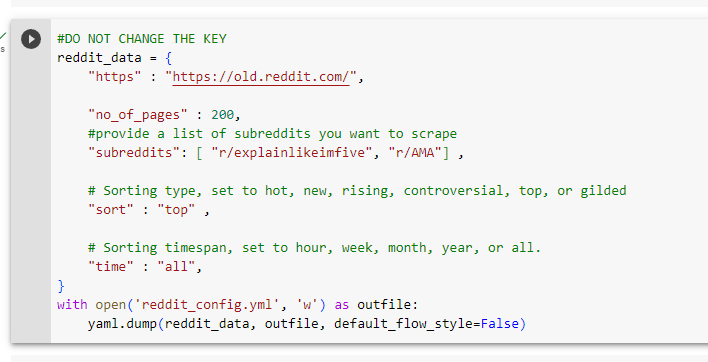 #DO NOT CHANGE THE KEY
reddit_data = {
    "https" : "https://old.reddit.com/",
    "no_of_pages" : 200,
    #provide a list of subreddits you want to scrape
    "subreddits": [ "r/explainlikeimfive", "r/AMA"] ,
    # Sorting type, set to hot, new, rising, controversial, top, or gilded
    "sort" : "top" ,
    # Sorting timespan, set to hour, week, month, year, or all.
    "time" : "all",
}
with open('reddit_config.yml', 'w') as outfile:
    yaml.dump(reddit_data, outfile, default_flow_style=False)